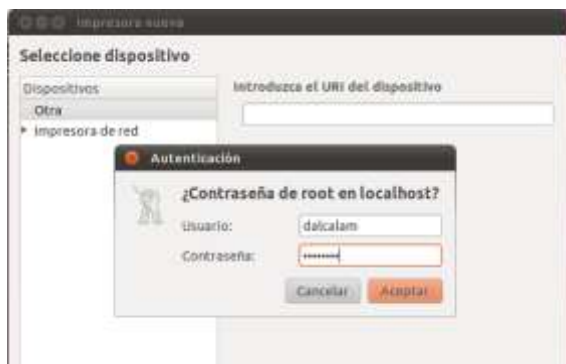 Impresora nueva
Seleccione dispositivo
Dispositivos
Introduzca el URI del dispositivo
Otra
Impresora de red
Autenticación
¿Contraseña de root en localhost?
Usuario: dalcalam
Contraseña: ••••••••
Cancelar Aceptar